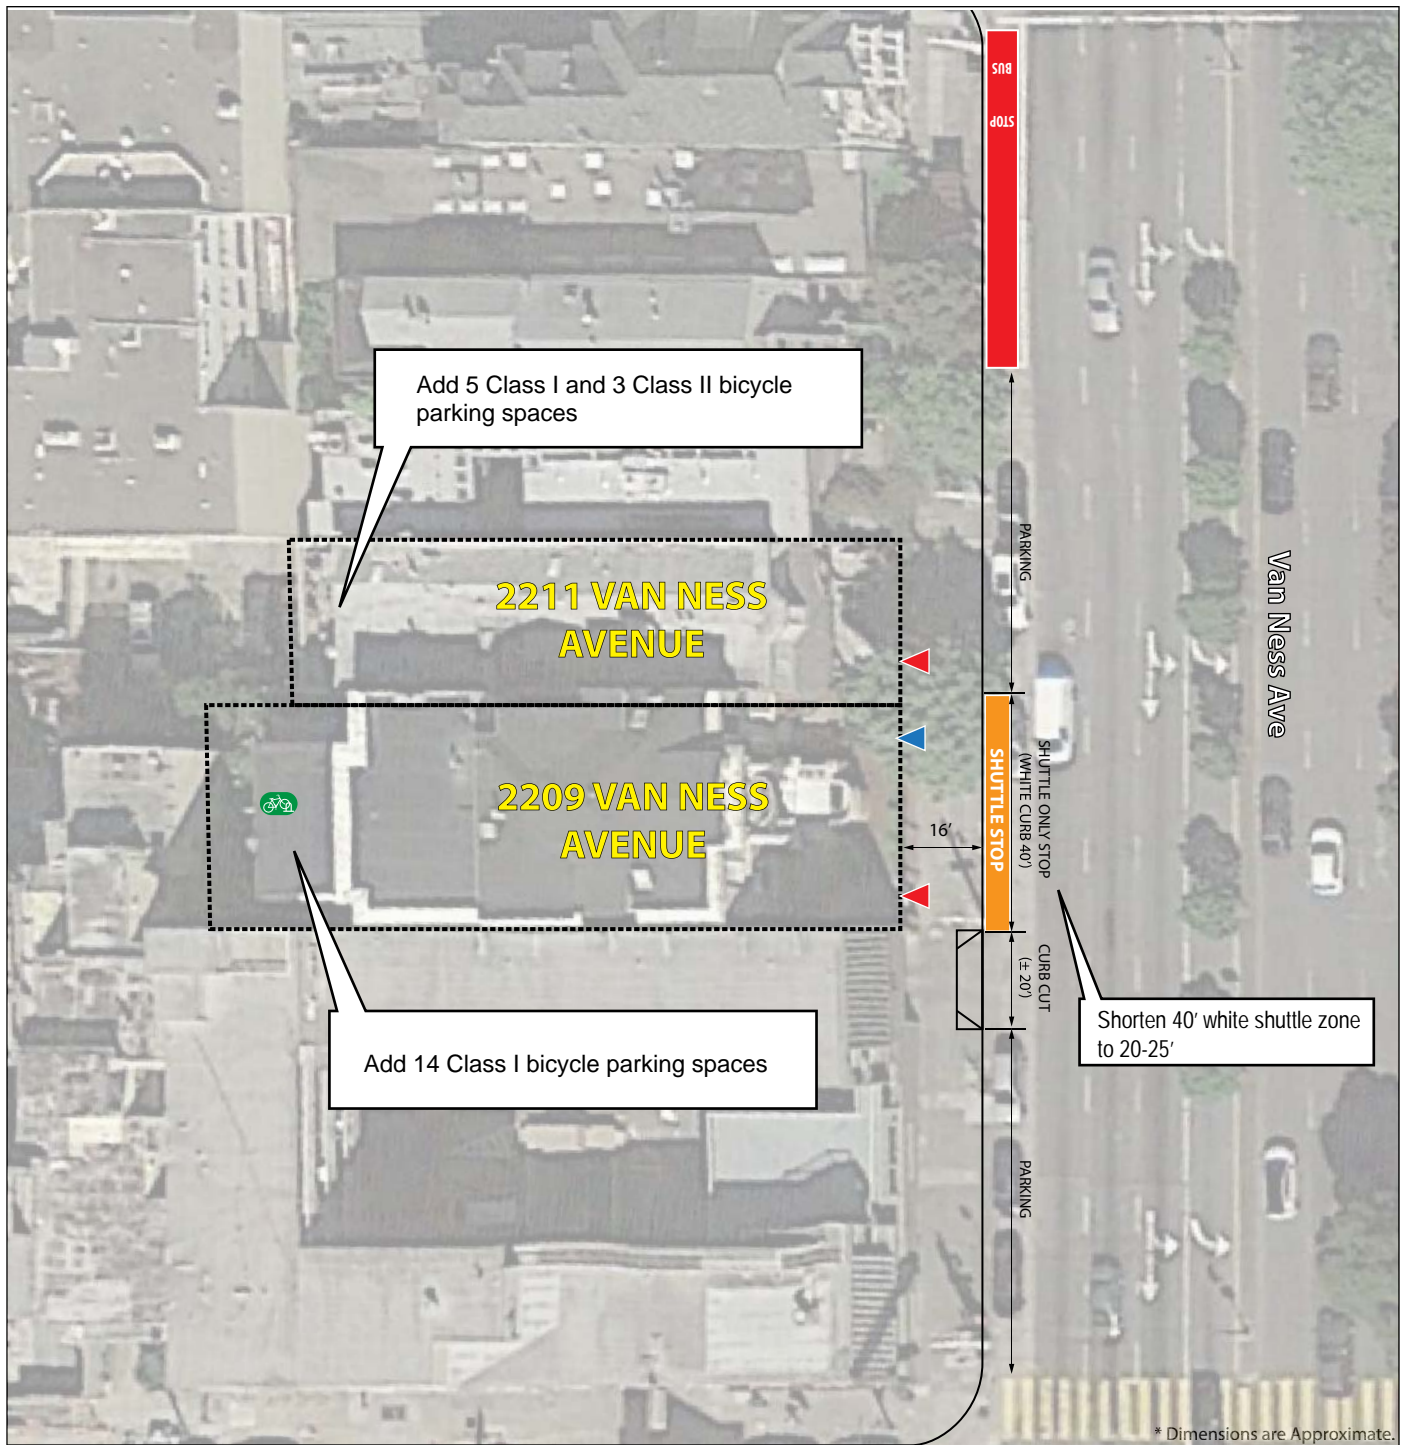 BUS STOP
Add 5 Class I and 3 Class II bicycle
parking spaces
PARKING
Van Ness Ave
2211 VAN NESS
AVENUE
SHUTTLE STOP
SHUTTLE ONLY STOP
(WHITE CURB 40')
2209 VAN NESS
AVENUE
16'
CURB CUT
(± 20')
Shorten 40' white shuttle zone
to 20-25'
Add 14 Class I bicycle parking spaces
PARKING
* Dimensions are Approximate.